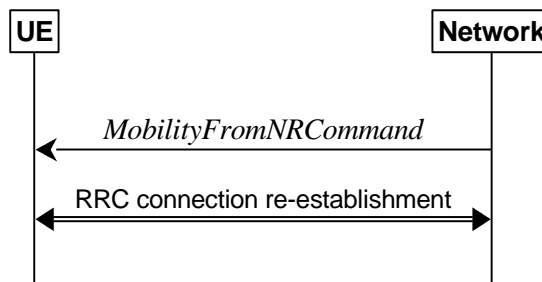 UE
Network
MobilityFromNRCommand
RRC connection re-establishment